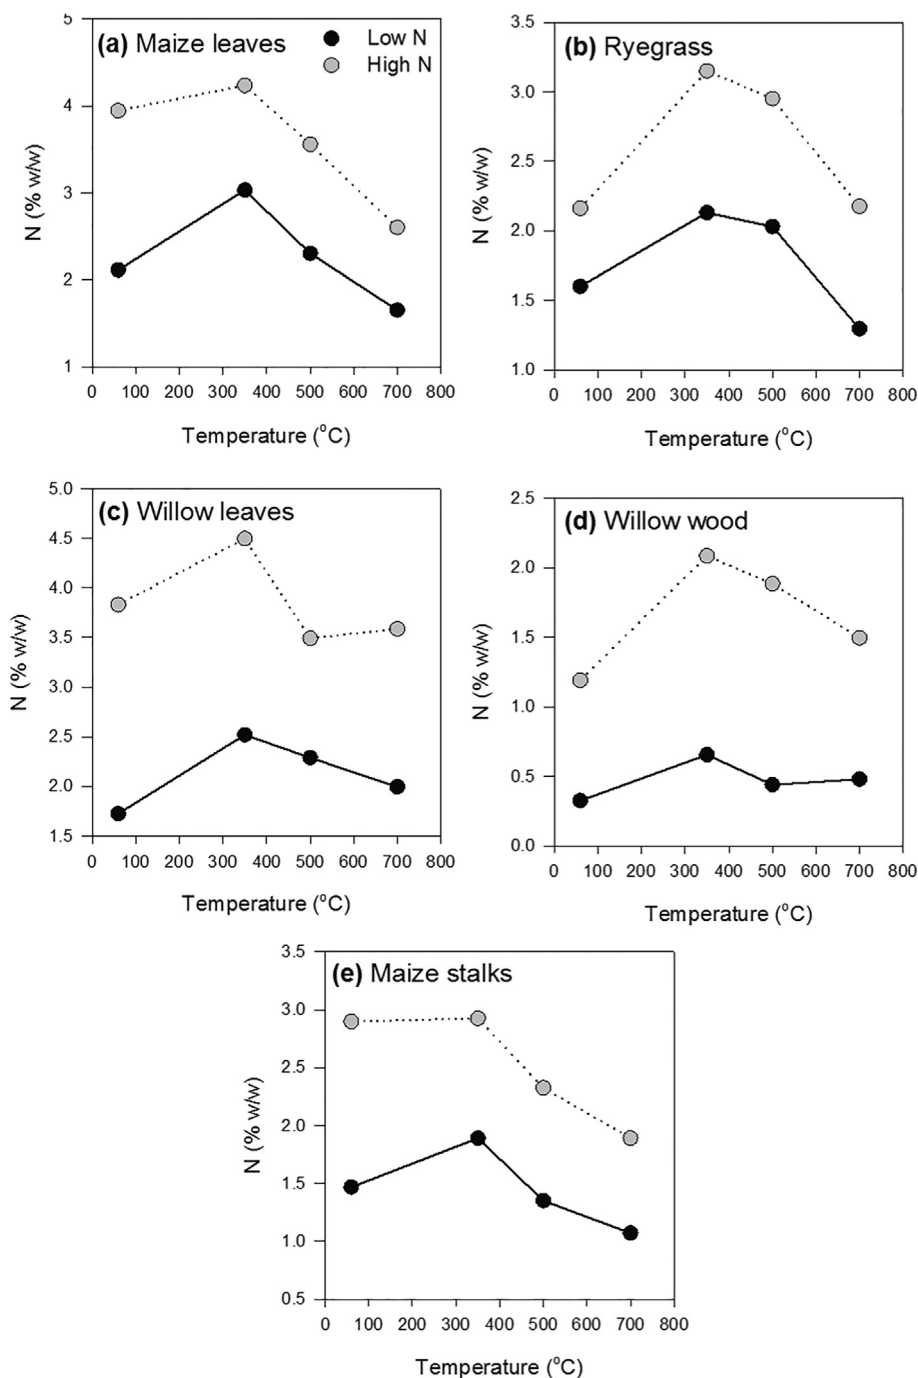 (a) Maize leaves
Low N
High N
5
4
3
2
1
N (% w/w)
0 100 200 300 400 500 600 700 800
Temperature (°C)
(b) Ryegrass
3.5
3.0
2.5
2.0
1.5
1.0
N (% w/w)
0 100 200 300 400 500 600 700 800
Temperature (°C)
(c) Willow leaves
5.0
4.5
4.0
3.5
3.0
2.5
2.0
1.5
N (% w/w)
0 100 200 300 400 500 600 700 800
Temperature (°C)
(d) Willow wood
2.5
2.0
1.5
1.0
0.5
0.0
N (% w/w)
0 100 200 300 400 500 600 700 800
Temperature (°C)
(e) Maize stalks
3.5
3.0
2.5
2.0
1.5
1.0
0.5
N (% w/w)
0 100 200 300 400 500 600 700 800
Temperature (°C)